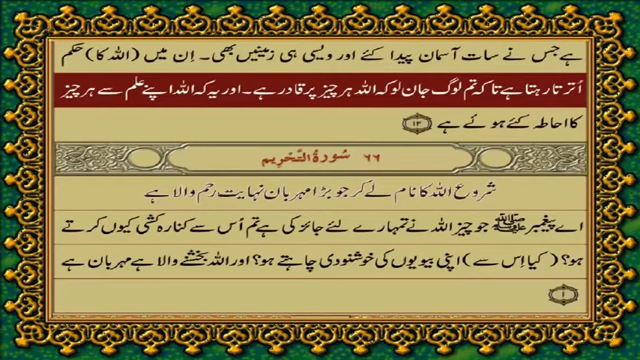 ہے جس نے سات آسمان پیدا کئے اور ویسی ہی زمینیں بھی۔ اِن میں (اللہ کا) حکم
اُترتا رہتا ہے تاکہ تم لوگ جان لو کہ اللہ ہر چیز پر قادر ہے۔ اور یہ کہ اللہ اپنے علم سے ہر چیز
کا احاطہ کئے ہوئے ہے ۱۲
۶۶ سُوْرَۃُ التَّحْرِیْمِ
شروع اللہ کا نام لے کر جو بڑا مہربان نہایت رحم والا ہے
اے پیغمبر ﷺ جو چیز اللہ نے تمہارے لئے جائز کی ہے تم اُس سے کنارہ کشی کیوں کرتے
ہو؟ (کیا اِس سے) اپنی بیویوں کی خوشنودی چاہتے ہو؟ اور اللہ بخشنے والا ہے مہربان ہے
۱